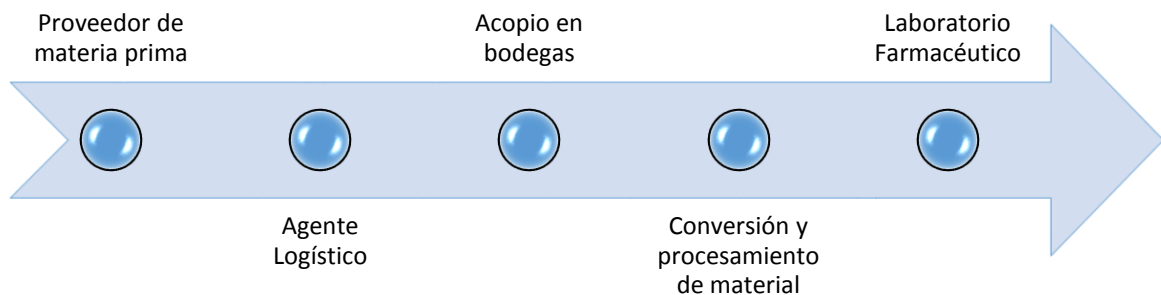 Proveedor de
materia prima
Agente
Logístico
Acopio en
bodegas
Conversión y
procesamiento
de material
Laboratorio
Farmacéutico